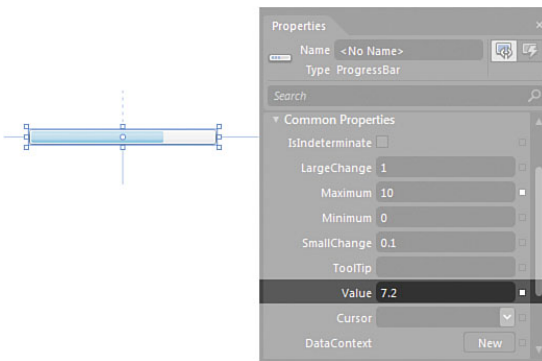 Properties
Name <No Name>
Type ProgressBar
Search
Common Properties
IsIndeterminate
LargeChange 1
Maximum 10
Minimum 0
SmallChange 0.1
ToolTip
Value 7.2
Cursor
DataContext New